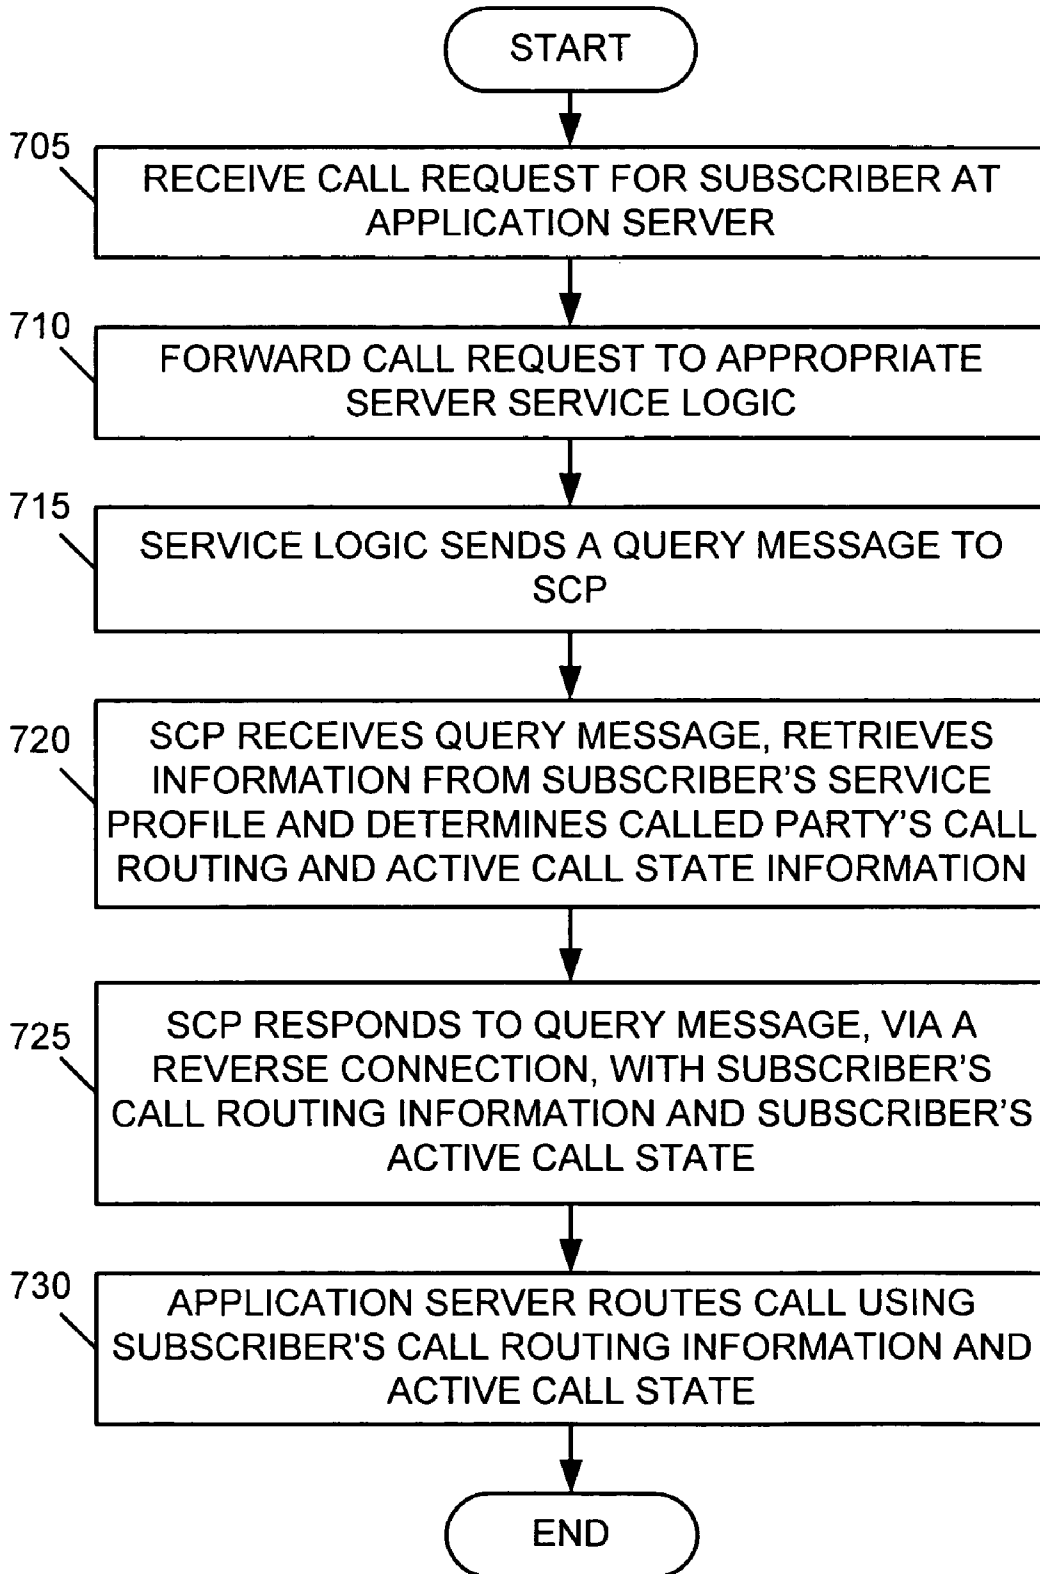 START
705
RECEIVE CALL REQUEST FOR SUBSCRIBER AT
APPLICATION SERVER
710
FORWARD CALL REQUEST TO APPROPRIATE
SERVER SERVICE LOGIC
715
SERVICE LOGIC SENDS A QUERY MESSAGE TO
SCP
720
SCP RECEIVES QUERY MESSAGE, RETRIEVES
INFORMATION FROM SUBSCRIBER'S SERVICE
PROFILE AND DETERMINES CALLED PARTY'S CALL
ROUTING AND ACTIVE CALL STATE INFORMATION
725
SCP RESPONDS TO QUERY MESSAGE, VIA A
REVERSE CONNECTION, WITH SUBSCRIBER'S
CALL ROUTING INFORMATION AND SUBSCRIBER'S
ACTIVE CALL STATE
730
APPLICATION SERVER ROUTES CALL USING
SUBSCRIBER'S CALL ROUTING INFORMATION AND
ACTIVE CALL STATE
END